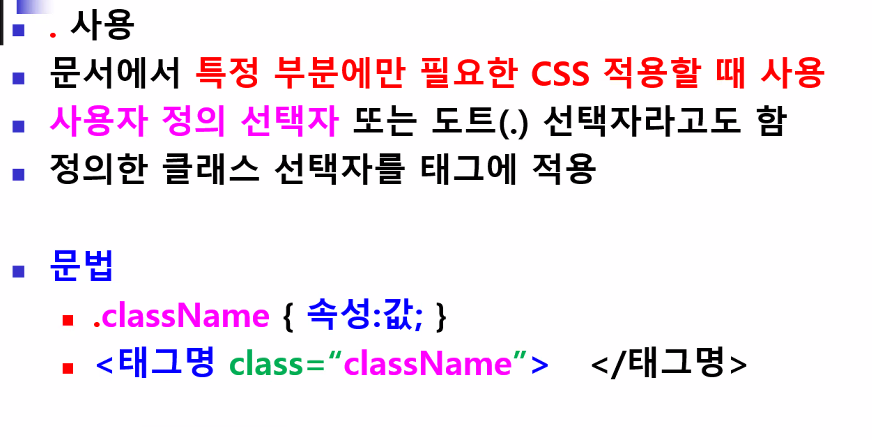 . 사용
문서에서 특정 부분에만 필요한 CSS 적용할 때 사용
사용자 정의 선택자 또는 도트(.) 선택자라고도 함
정의한 클래스 선택자를 태그에 적용
문법
.className { 속성:값; }
<태그명 class=“className”> </태그명>